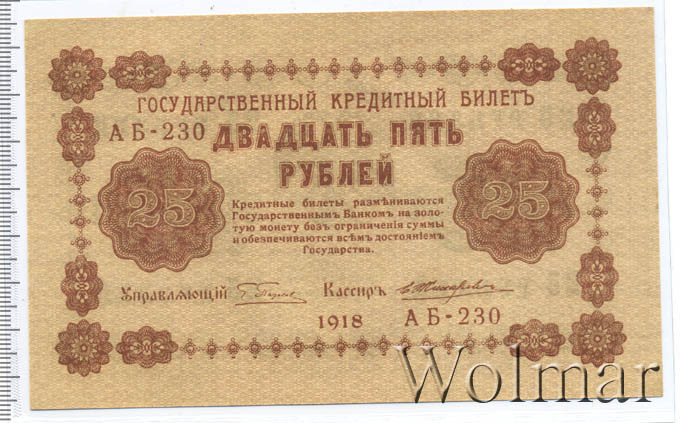 ГОСУДАРСТВЕННЫЙ КРЕДИТНЫЙ БИЛЕТЪ
АБ-230 ДВАДЦАТЬ ПЯТЬ
РУБЛЕЙ
25
25
Кредитные билеты размѣниваются
Государственнымъ Банкомъ на золо-
тую монету безъ ограниченія суммы
и обезпечиваются всѣмъ достояніемъ
Государства.
Управляющій
Кассиръ
1918 АБ-230
Wolmar